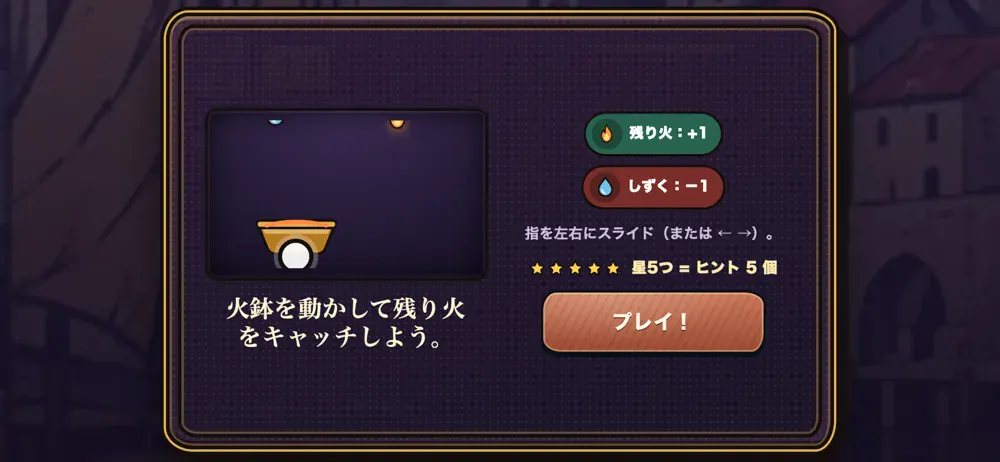 火鉢を動かして残り火
をキャッチしよう。
残り火：+1
しずく：−1
指を左右にスライド（または ← →）。
★★★★★ 星5つ = ヒント 5 個
プレイ！